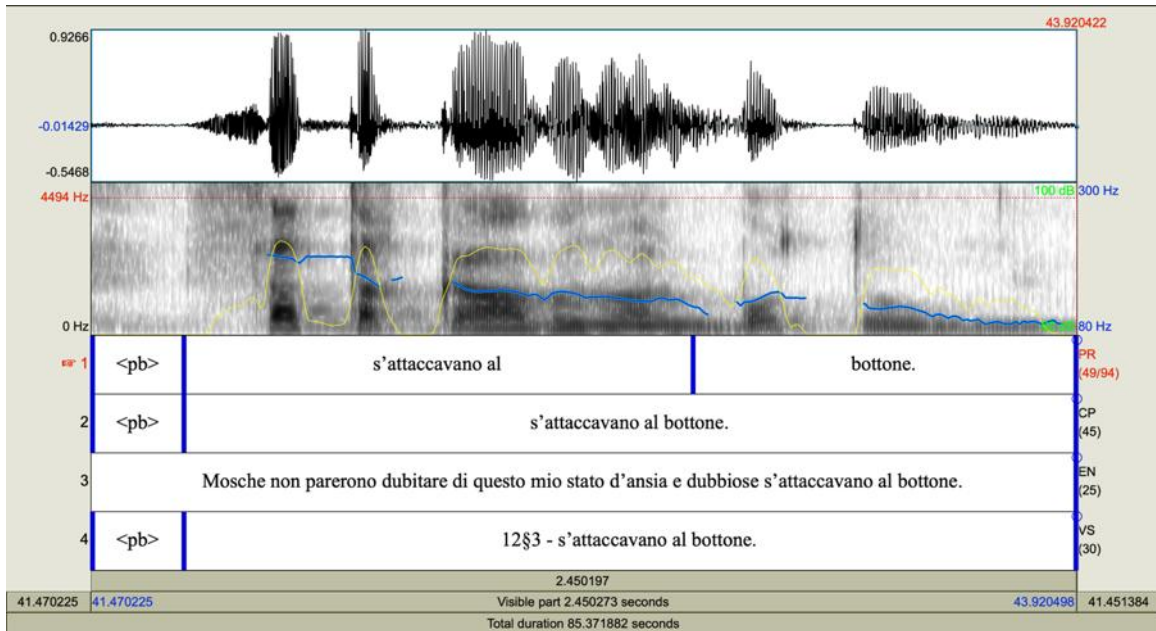 43.920422
0.9266
-0.01429
-0.5468
4494 Hz 100 dB 300 Hz
0 Hz 80 Hz
☞ 1 <pb> s’attaccavano al bottone. PR (49/94)
2 <pb> s’attaccavano al bottone. CP (45)
3 Mosche non parerono dubitare di questo mio stato d’ansia e dubbiose s’attaccavano al bottone. EN (25)
4 <pb> 12§3 - s’attaccavano al bottone. VS (30)
2.450197
41.470225 41.470225 Visible part 2.450273 seconds 43.920498 41.451384
Total duration 85.371882 seconds